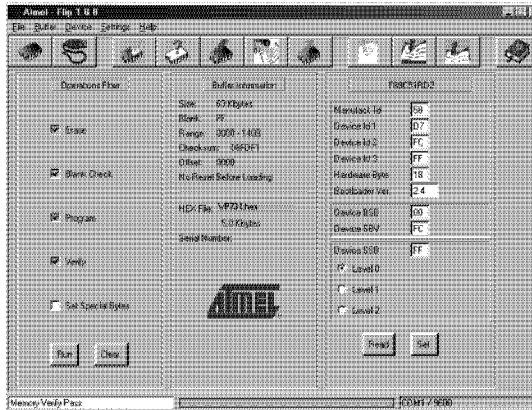 Atmel - Flip 1.8.8
File Buffer Device Settings Help
Operations Flow
Erase
Blank Check
Program
Verify
Set Special Bytes
Run Clear
Buffer Information
Size: Kbytes
Blank: FF
Range: 0000 - 1403
Checksum:
Offset: 0000
No Reset Before Loading
HEX File:
5.0 Kbytes
Serial Number:
ATMEL
T89C51RD2
Manufact. Id 58
Device Id 1 D7
Device Id 2 FC
Device Id 3 FF
Hardware Byte 18
Bootloader Ver. 2.4
Device BSB 00
Device SBV FC
Device SSB FF
Level 0
Level 1
Level 2
Read Set
Memory Verify Pass
COM1 / 9600